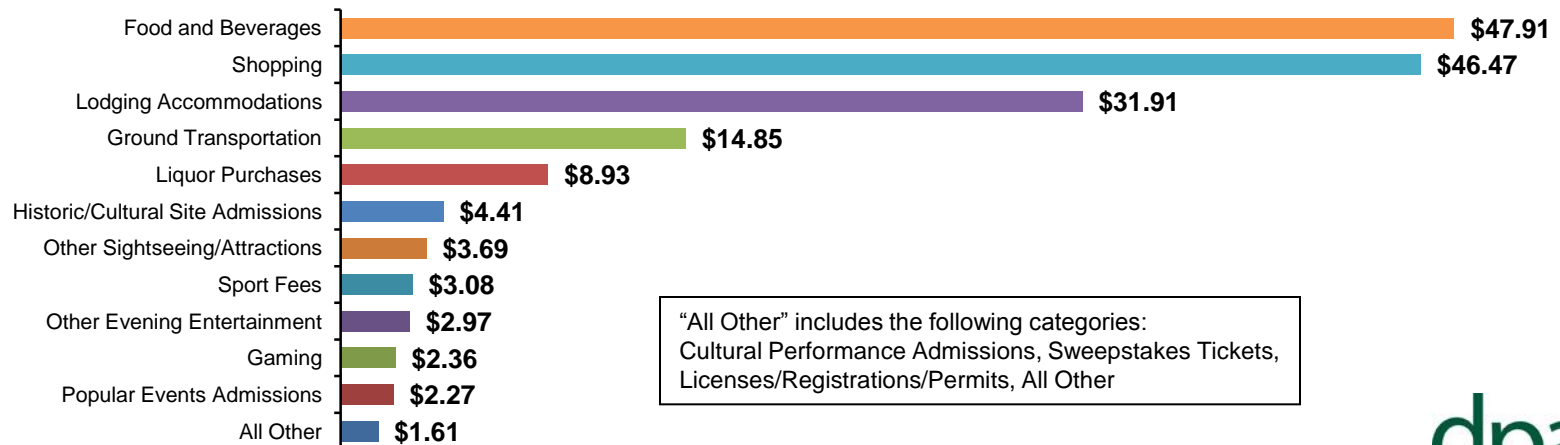 Food and Beverages $47.91
Shopping $46.47
Lodging Accommodations $31.91
Ground Transportation $14.85
Liquor Purchases $8.93
Historic/Cultural Site Admissions $4.41
Other Sightseeing/Attractions $3.69
Sport Fees $3.08
Other Evening Entertainment $2.97
Gaming $2.36
Popular Events Admissions $2.27
All Other $1.61
“All Other” includes the following categories:
Cultural Performance Admissions, Sweepstakes Tickets,
Licenses/Registrations/Permits, All Other